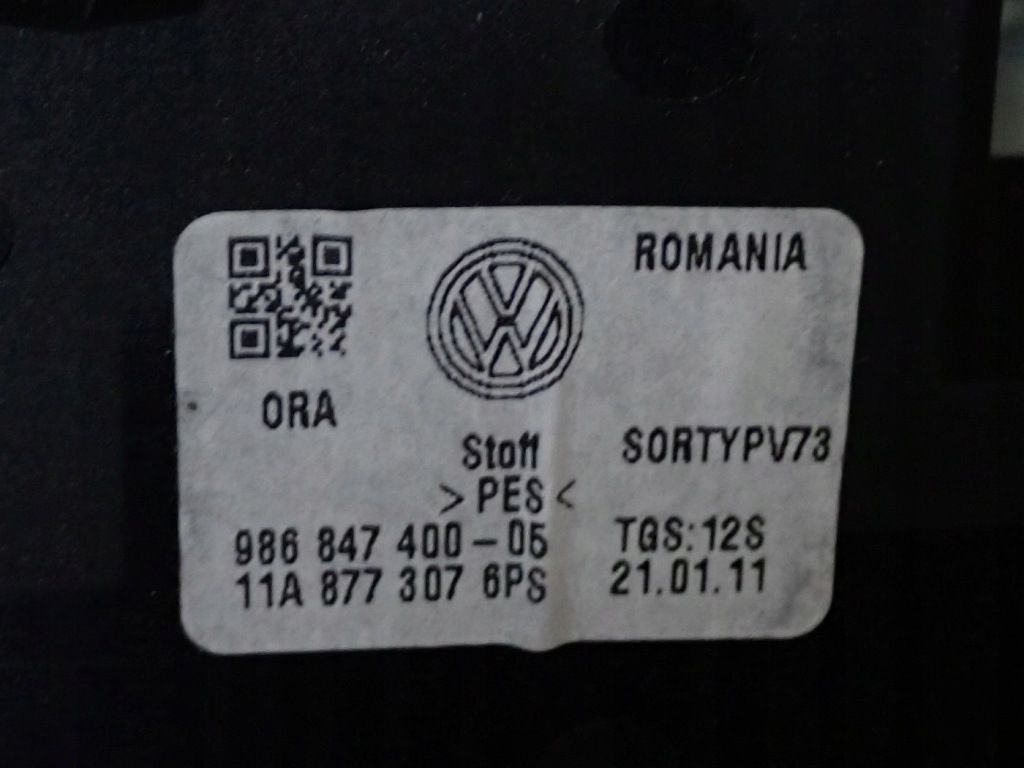 ROMANIA
ORA
Stoff
SORTYPV73
>PES<
986 847 400-05
TGS:12S
11A 877 307 6PS
21.01.11